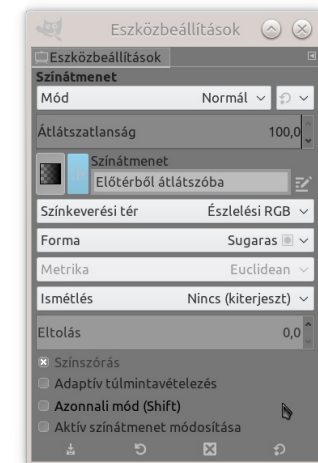 Eszközbeállítások
Eszközbeállítások
Színátmenet
Mód Normál
Átlátszatlanság 100,0
Színátmenet
Előtérből átlátszóba
Színkeverési tér Észlelési RGB
Forma Sugaras
Metrika Euclidean
Ismétlés Nincs (kiterjeszt)
Eltolás 0,0
Színszórás
Adaptív túlmintavételezés
Azonnali mód (Shift)
Aktív színátmenet módosítása